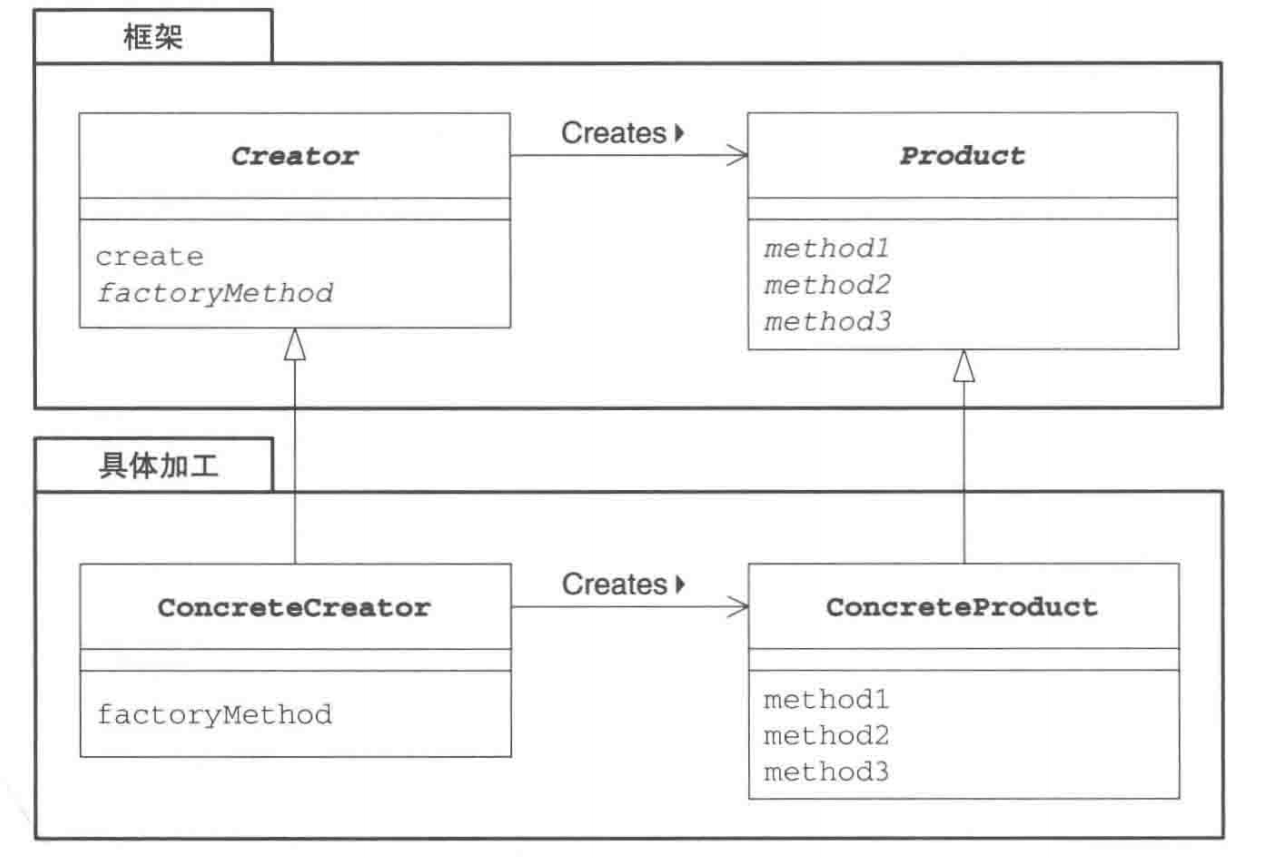 框架
Creator
Creates
Product
create
factoryMethod
method1
method2
method3
具体加工
ConcreteCreator
Creates
ConcreteProduct
factoryMethod
method1
method2
method3